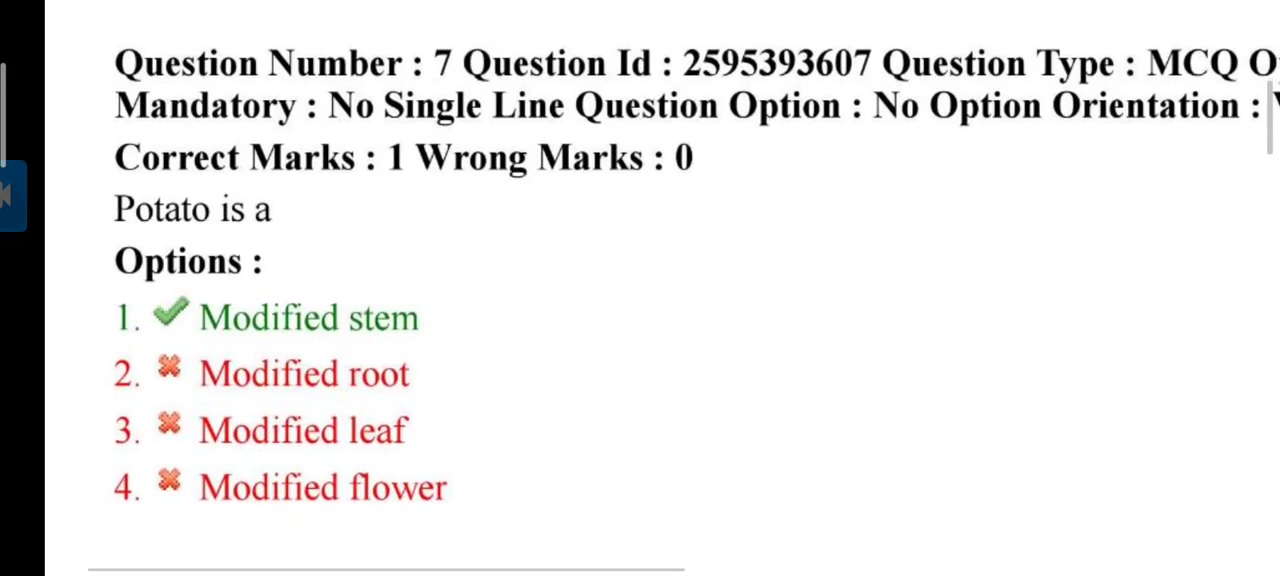 Question Number : 7 Question Id : 2595393607 Question Type : MCQ
Mandatory : No Single Line Question Option : No Option Orientation :
Correct Marks : 1 Wrong Marks : 0
Potato is a
Options :
1. Modified stem
2. Modified root
3. Modified leaf
4. Modified flower